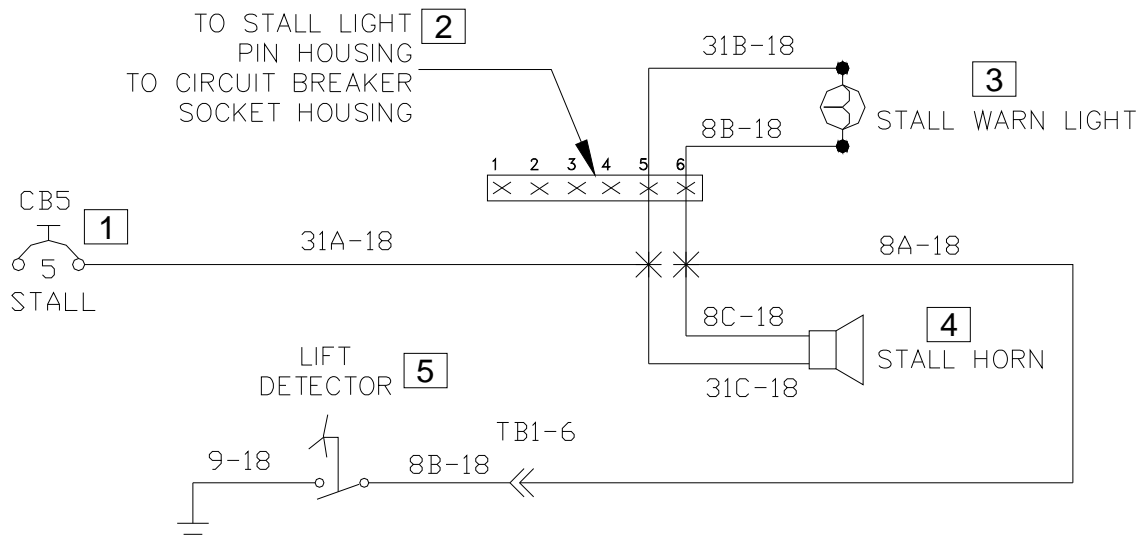 TO STALL LIGHT
PIN HOUSING
TO CIRCUIT BREAKER
SOCKET HOUSING
2
31B-18
3
STALL WARN LIGHT
8B-18
1 2 3 4 5 6
CB5
1
5
STALL
31A-18
8A-18
8C-18
4
STALL HORN
31C-18
LIFT
DETECTOR
5
TB1-6
9-18
8B-18